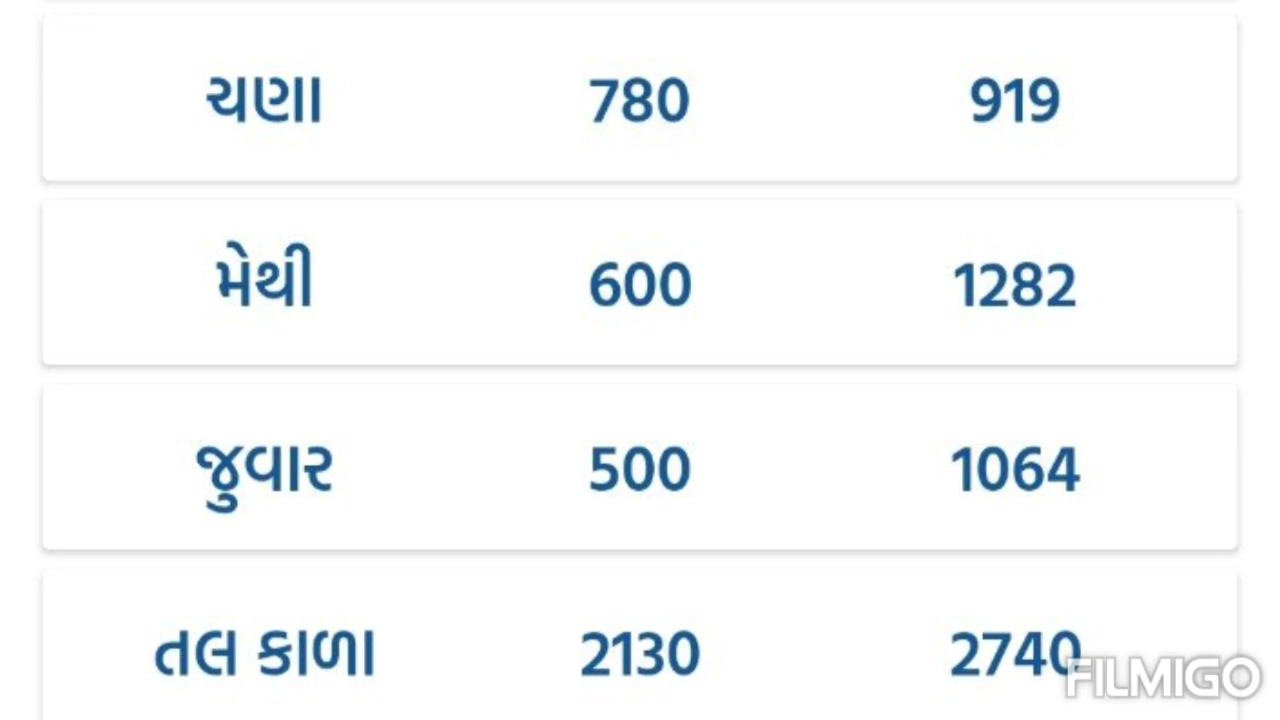 ચણા 780 919
મેથી 600 1282
જુવાર 500 1064
તલ કાળા 2130 2740
FILMIGO